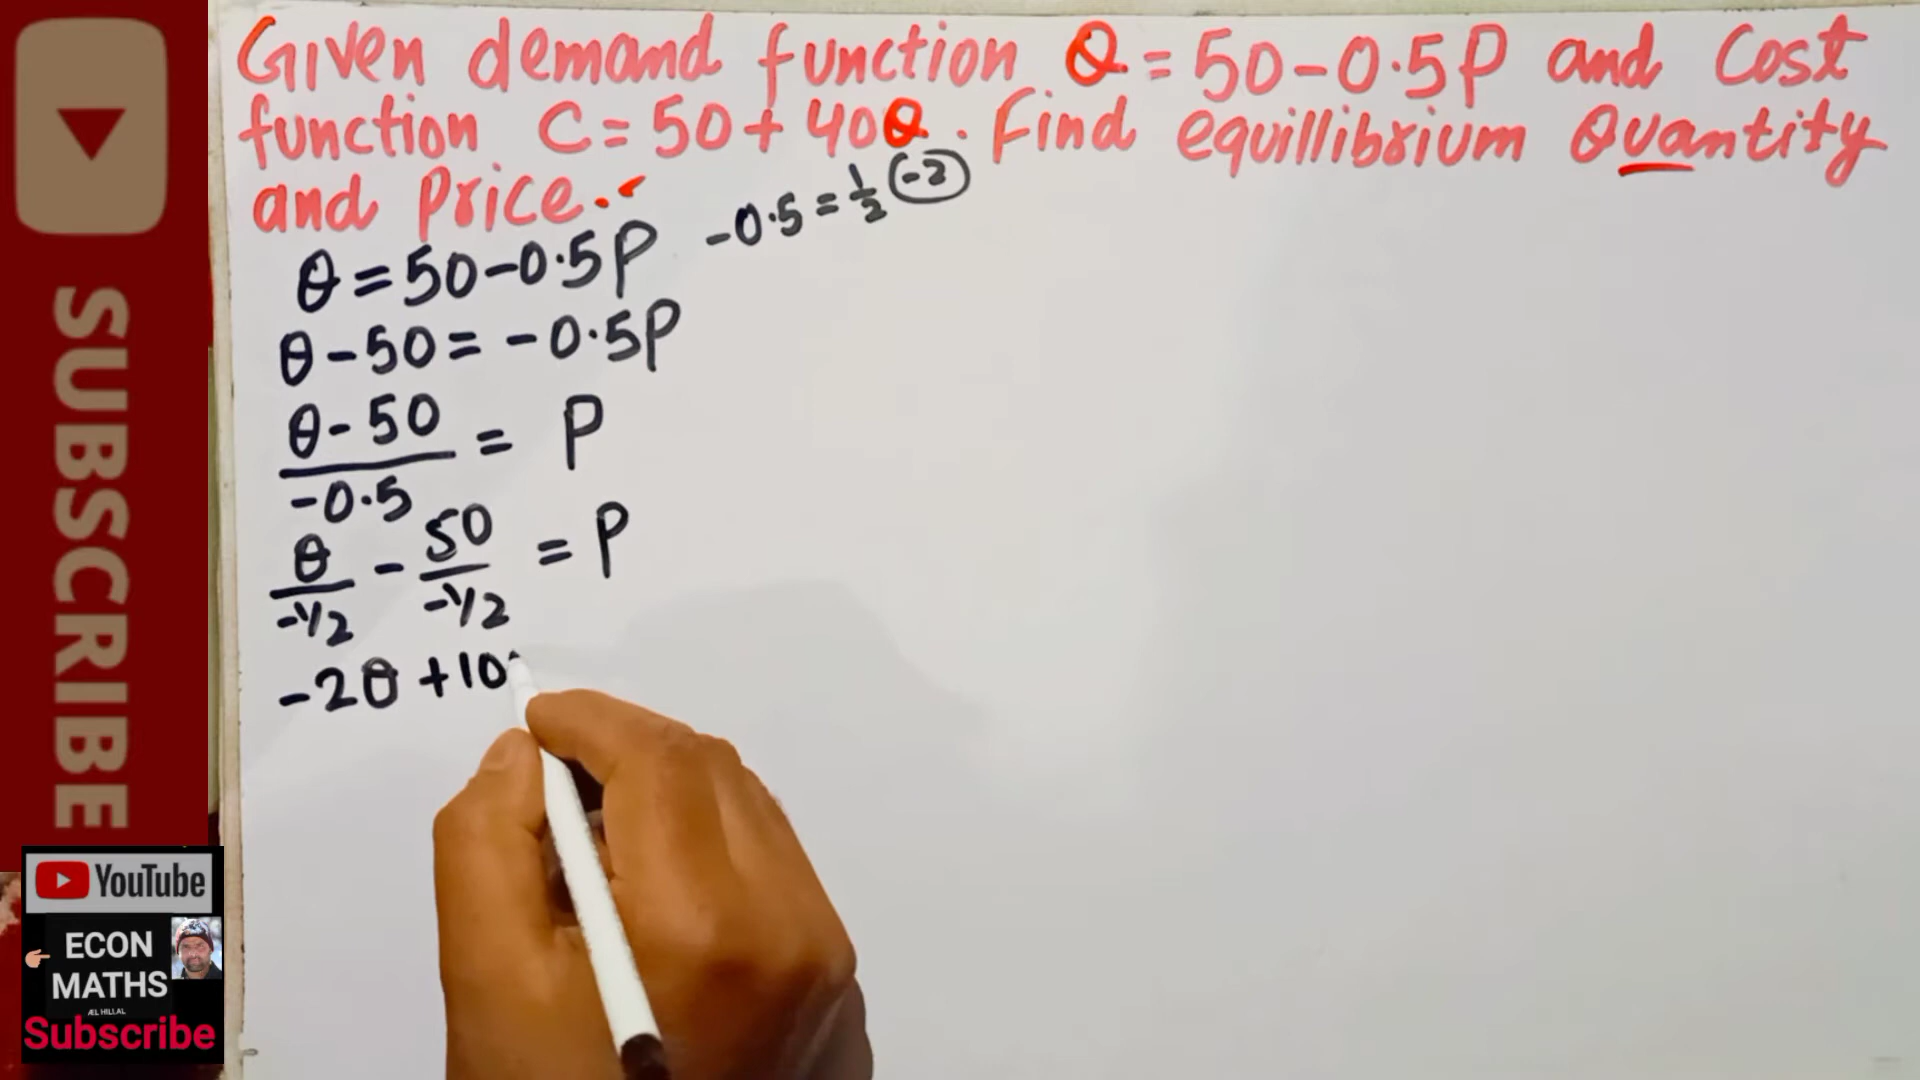 Given demand function Q = 50 - 0.5P and Cost
function C = 50 + 40Q. Find equillibrium Quantity
and Price.
-0.5 = 1/2 (-2)
Q = 50 - 0.5P
Q - 50 = -0.5P
Q - 50 / -0.5 = P
Q / -1/2 - 50 / -1/2 = P
-2Q + 10
SUBSCRIBE
YouTube
ECON
MATHS
ÆL HILLAL
Subscribe